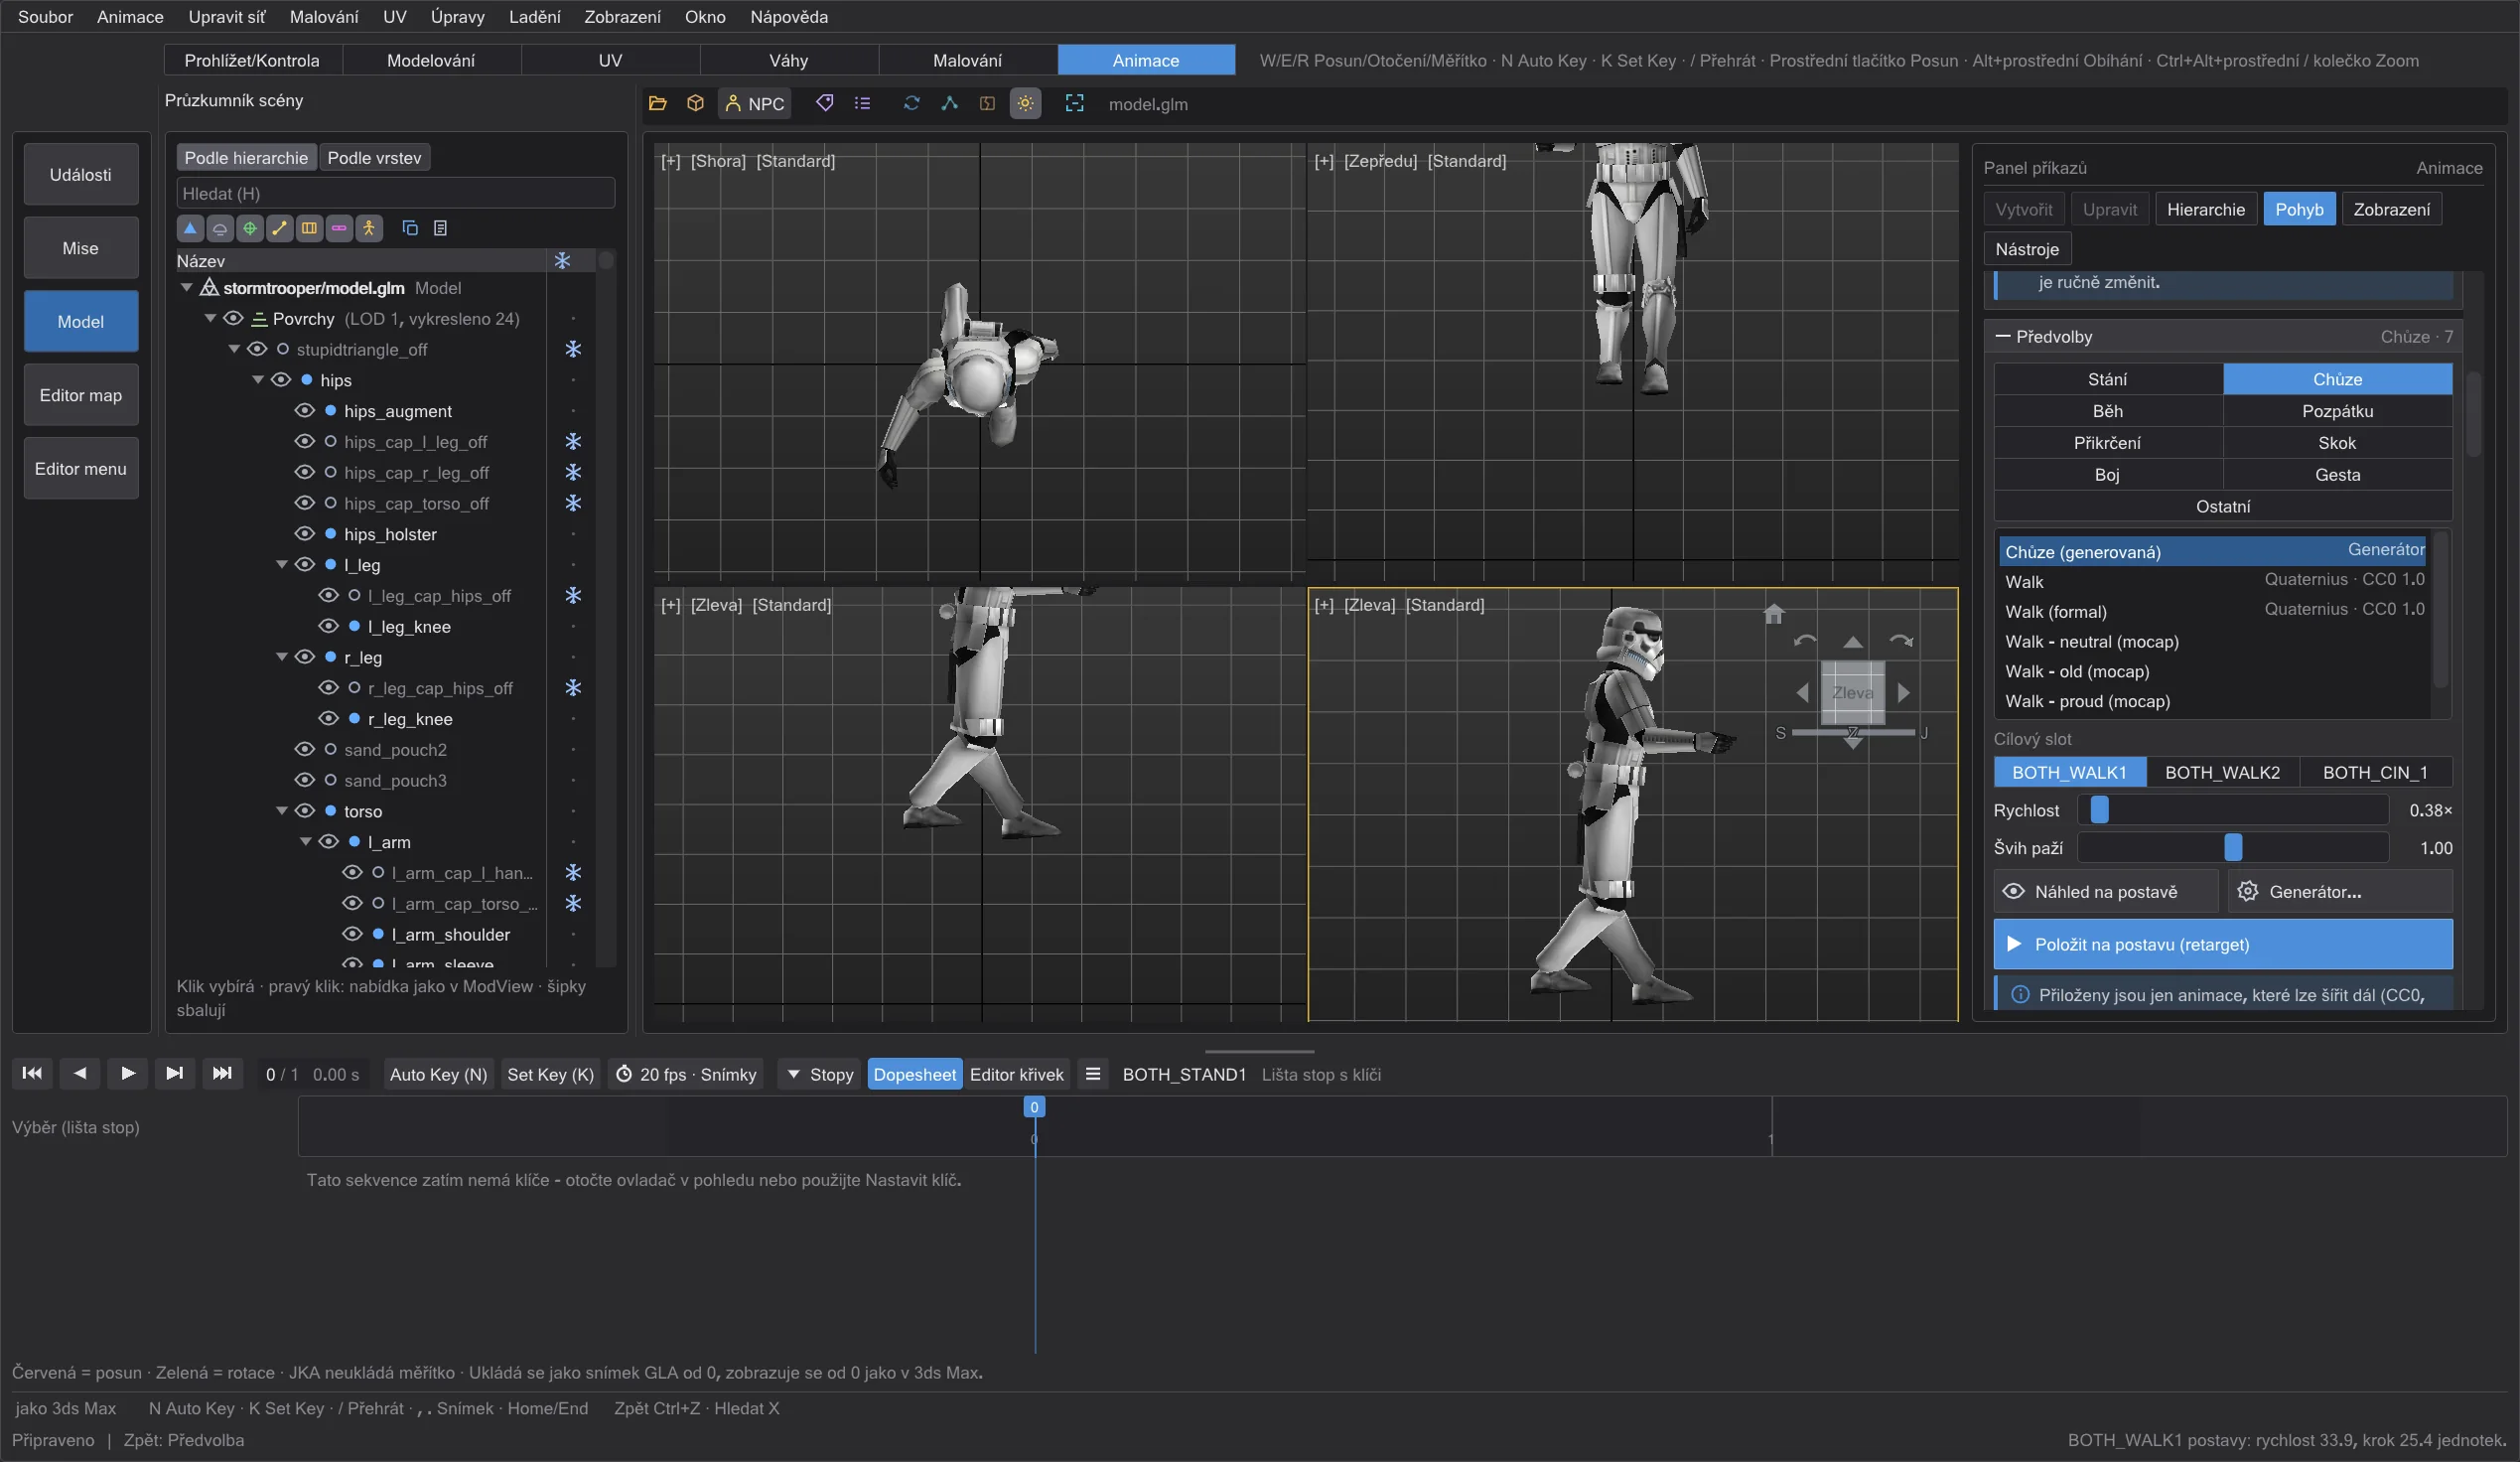 Soubor Animace Upravit síť Malování UV Úpravy Ladění Zobrazení Okno Nápověda
Prohlížet/Kontrola Modelování UV Váhy Malování Animace W/E/R Posun/Otočení/Měřítko · N Auto Key · K Set Key · / Přehrát · Prostřední tlačítko Posun · Alt+prostřední Obíhání · Ctrl+Alt+prostřední / kolečko Zoom
Průzkumník scény
NPC model.glm
Události
Mise
Model
Editor map
Editor menu
Podle hierarchie Podle vrstev
Hledat (H)
Název
stormtrooper/model.glm Model
Povrchy (LOD 1, vykresleno 24)
stupidtriangle_off
hips
hips_augment
hips_cap_l_leg_off
hips_cap_r_leg_off
hips_cap_torso_off
hips_holster
l_leg
l_leg_cap_hips_off
l_leg_knee
r_leg
r_leg_cap_hips_off
r_leg_knee
sand_pouch2
sand_pouch3
torso
l_arm
l_arm_cap_l_han...
l_arm_cap_torso_...
l_arm_shoulder
l_arm_sleeve
Klik vybírá · pravý klik: nabídka jako v ModView · šipky
sbalují
[+] [Shora] [Standard]
[+] [Zepředu] [Standard]
[+] [Zleva] [Standard]
[+] [Zleva] [Standard]
Zleva
S Z J
Panel příkazů Animace
Vytvořit Upravit Hierarchie Pohyb Zobrazení
Nástroje
je ručně změnit.
Předvolby Chůze · 7
Stání Chůze
Běh Pozpátku
Přikrčení Skok
Boj Gesta
Ostatní
Chůze (generovaná) Generátor
Walk Quaternius · CC0 1.0
Walk (formal) Quaternius · CC0 1.0
Walk - neutral (mocap)
Walk - old (mocap)
Walk - proud (mocap)
Cílový slot
BOTH_WALK1 BOTH_WALK2 BOTH_CIN_1
Rychlost 0.38×
Švih paží 1.00
Náhled na postavě Generátor...
Položit na postavu (retarget)
Přiloženy jsou jen animace, které lze šířit dál (CC0,
0 / 1 0.00 s Auto Key (N) Set Key (K) 20 fps · Snímky Stopy Dopesheet Editor křivek BOTH_STAND1 Lišta stop s klíči
0
Výběr (lišta stop)
0 1
Tato sekvence zatím nemá klíče - otočte ovladač v pohledu nebo použijte Nastavit klíč.
Červená = posun · Zelená = rotace · JKA neukládá měřítko · Ukládá se jako snímek GLA od 0, zobrazuje se od 0 jako v 3ds Max.
jako 3ds Max N Auto Key · K Set Key · / Přehrát · , . Snímek · Home/End Zpět Ctrl+Z · Hledat X
Připraveno | Zpět: Předvolba
BOTH_WALK1 postavy: rychlost 33.9, krok 25.4 jednotek.